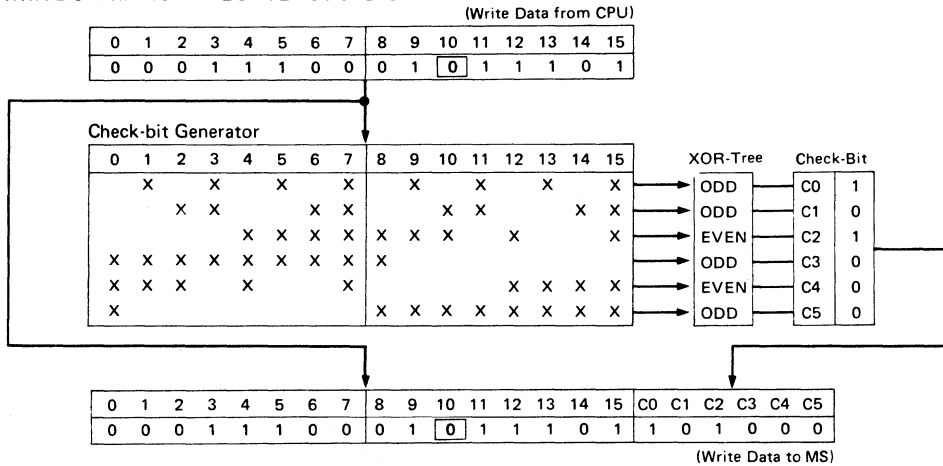 (Write Data from CPU)
0 1 2 3 4 5 6 7 8 9 10 11 12 13 14 15
0 0 0 1 1 1 0 0 0 1 0 1 1 1 0 1
Check-bit Generator
0 1 2 3 4 5 6 7 8 9 10 11 12 13 14 15 XOR-Tree Check-Bit
X X X X X X X X ODD C0 1
X X X X X X X X ODD C1 0
X X X X X X X X X EVEN C2 1
X X X X X X X X X ODD C3 0
X X X X X X X X X EVEN C4 0
X X X X X X X X X ODD C5 0
0 1 2 3 4 5 6 7 8 9 10 11 12 13 14 15 C0 C1 C2 C3 C4 C5
0 0 0 1 1 1 0 0 0 1 0 1 1 1 0 1 1 0 1 0 0 0
(Write Data to MS)